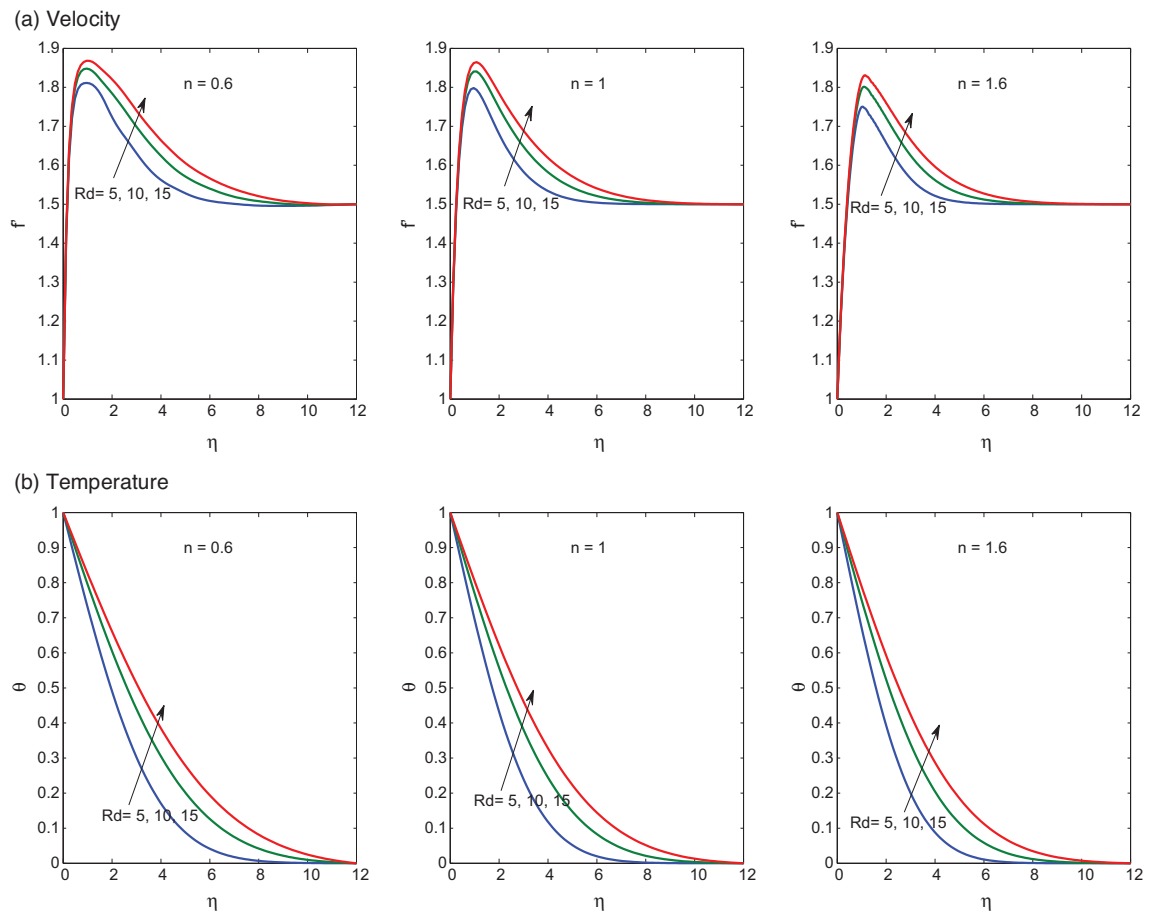 (a) Velocity
n = 0.6
Rd= 5, 10, 15
f'
1.9
1.8
1.7
1.6
1.5
1.4
1.3
1.2
1.1
1
0 2 4 6 8 10 12
η
n = 1
Rd= 5, 10, 15
f'
1.9
1.8
1.7
1.6
1.5
1.4
1.3
1.2
1.1
1
0 2 4 6 8 10 12
η
n = 1.6
Rd= 5, 10, 15
f'
1.9
1.8
1.7
1.6
1.5
1.4
1.3
1.2
1.1
1
0 2 4 6 8 10 12
η
(b) Temperature
n = 0.6
Rd= 5, 10, 15
θ
1
0.9
0.8
0.7
0.6
0.5
0.4
0.3
0.2
0.1
0
0 2 4 6 8 10 12
η
n = 1
Rd= 5, 10, 15
θ
1
0.9
0.8
0.7
0.6
0.5
0.4
0.3
0.2
0.1
0
0 2 4 6 8 10 12
η
n = 1.6
Rd= 5, 10, 15
θ
1
0.9
0.8
0.7
0.6
0.5
0.4
0.3
0.2
0.1
0
0 2 4 6 8 10 12
η